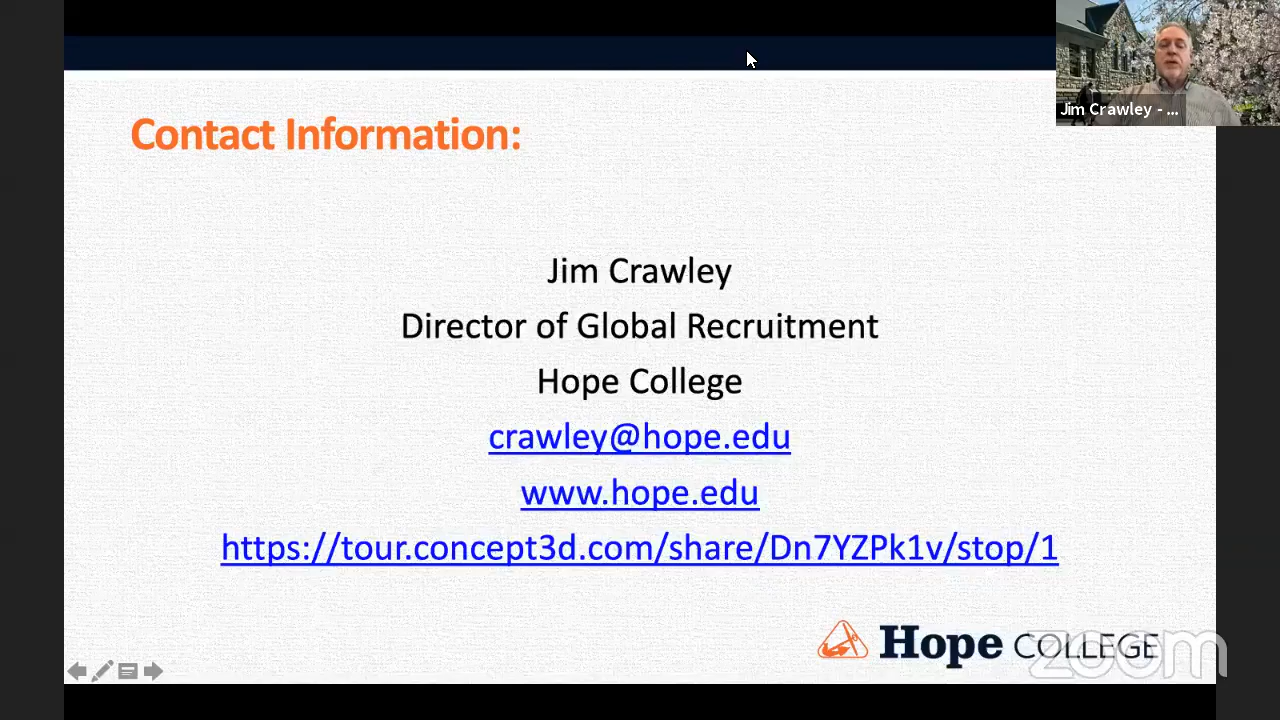 Jim Crawley - ...
Contact Information:
Jim Crawley
Director of Global Recruitment
Hope College
crawley@hope.edu
www.hope.edu
https://tour.concept3d.com/share/Dn7YZPk1v/stop/1
Hope COLLEGE
zoom